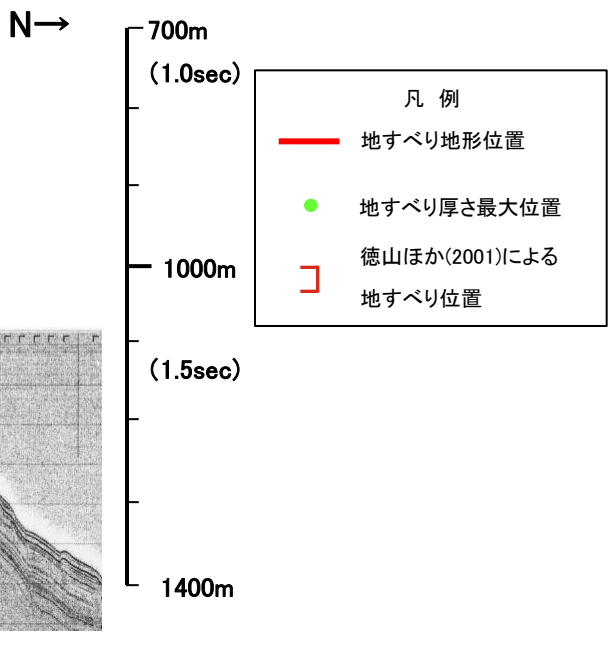 N→
700m
(1.0sec)
凡 例
地すべり地形位置
地すべり厚さ最大位置
徳山ほか(2001)による
地すべり位置
1000m
(1.5sec)
1400m